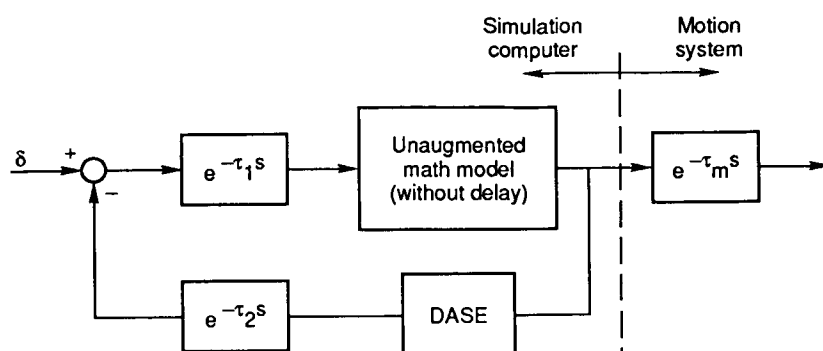 Simulation
computer
Motion
system
δ
+
−
e^{−τ₁s}
Unaugmented
math model
(without delay)
e^{−τₘs}
e^{−τ₂s}
DASE